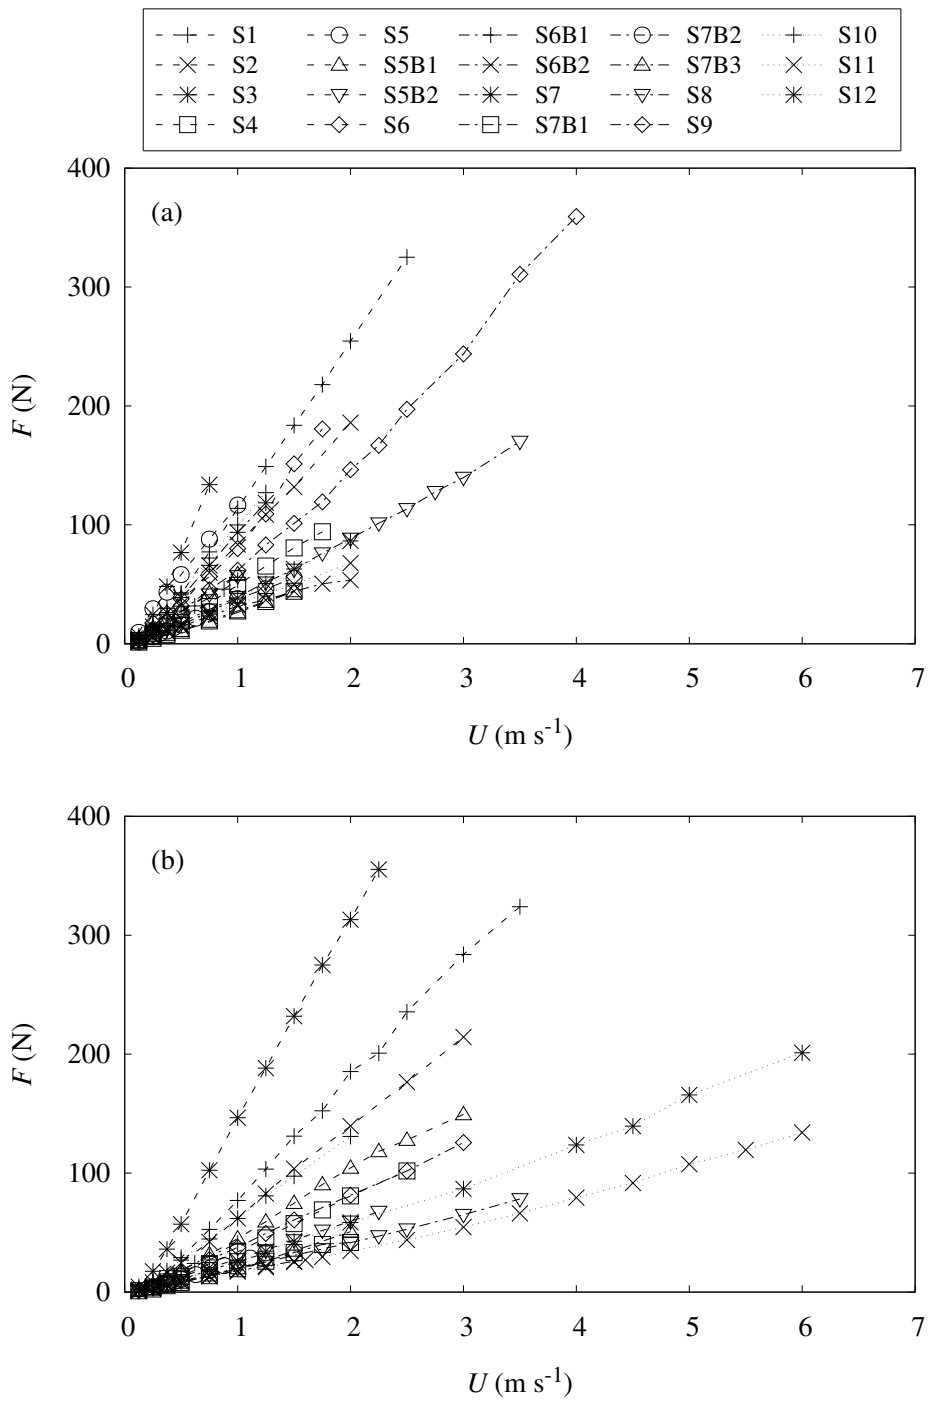 S1 S5 S6B1 S7B2 S10
S2 S5B1 S6B2 S7B3 S11
S3 S5B2 S7 S8 S12
S4 S6 S7B1 S9
400
(a)
300
F (N)
200
100
0
0 1 2 3 4 5 6 7
U (m s-1)
400
(b)
300
F (N)
200
100
0
0 1 2 3 4 5 6 7
U (m s-1)